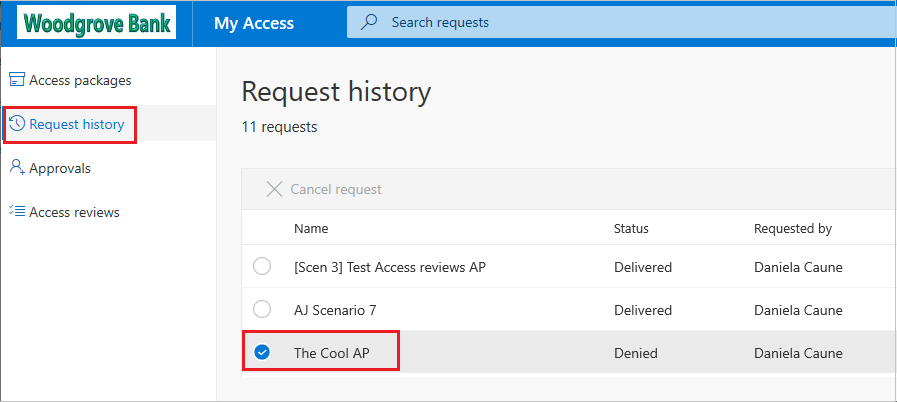 Woodgrove Bank
My Access
Search requests
Access packages
Request history
Approvals
Access reviews
Request history
11 requests
Cancel request
Name Status Requested by
[Scen 3] Test Access reviews AP Delivered Daniela Caune
AJ Scenario 7 Delivered Daniela Caune
The Cool AP Denied Daniela Caune